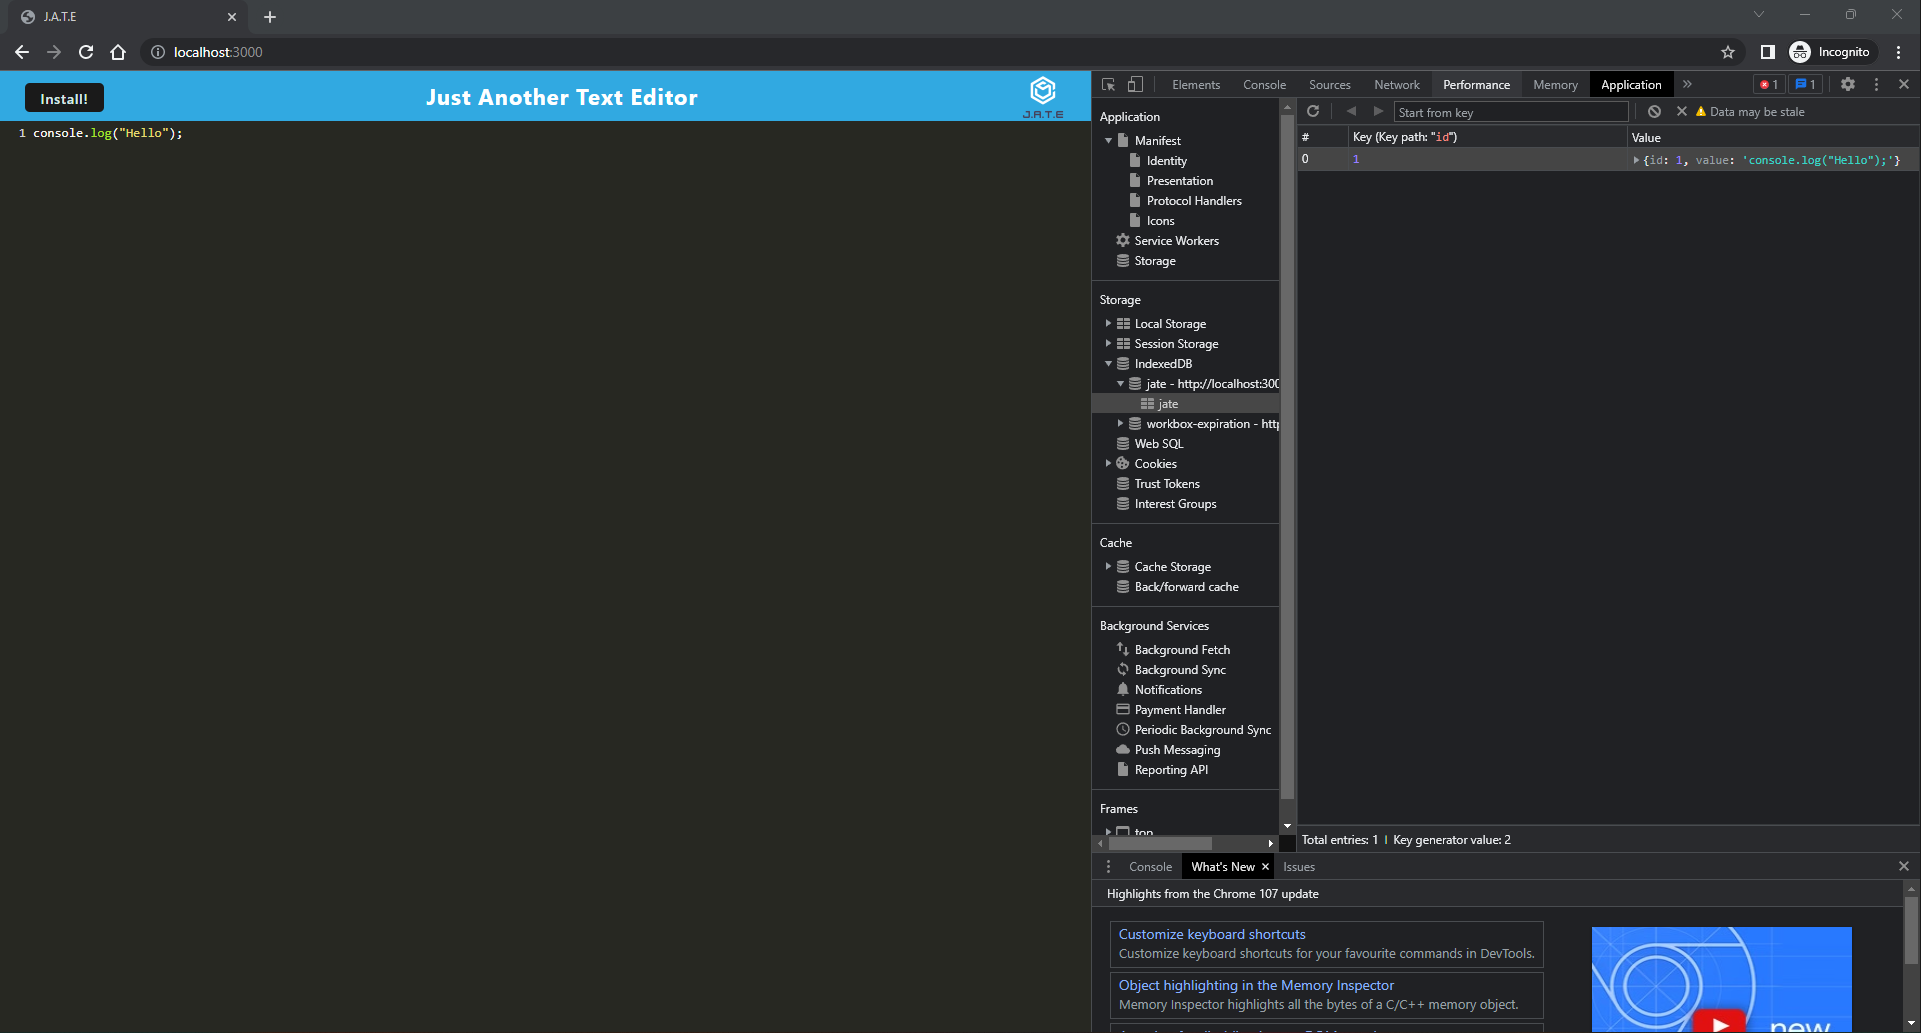 J.A.T.E
localhost:3000
Incognito
Install!
Just Another Text Editor
J.A.T.E
1 console.log("Hello");
Elements Console Sources Network Performance Memory Application 1 1
Application
Manifest
Identity
Presentation
Protocol Handlers
Icons
Service Workers
Storage
Storage
Local Storage
Session Storage
IndexedDB
jate - http://localhost:300
jate
workbox-expiration - http
Web SQL
Cookies
Trust Tokens
Interest Groups
Cache
Cache Storage
Back/forward cache
Background Services
Background Fetch
Background Sync
Notifications
Payment Handler
Periodic Background Sync
Push Messaging
Reporting API
Frames
top
Start from key
Data may be stale
# Key (Key path: "id") Value
0 1 {id: 1, value: 'console.log("Hello");'}
Total entries: 1 Key generator value: 2
Console What's New Issues
Highlights from the Chrome 107 update
Customize keyboard shortcuts
Customize keyboard shortcuts for your favourite commands in DevTools.
Object highlighting in the Memory Inspector
Memory Inspector highlights all the bytes of a C/C++ memory object.
new